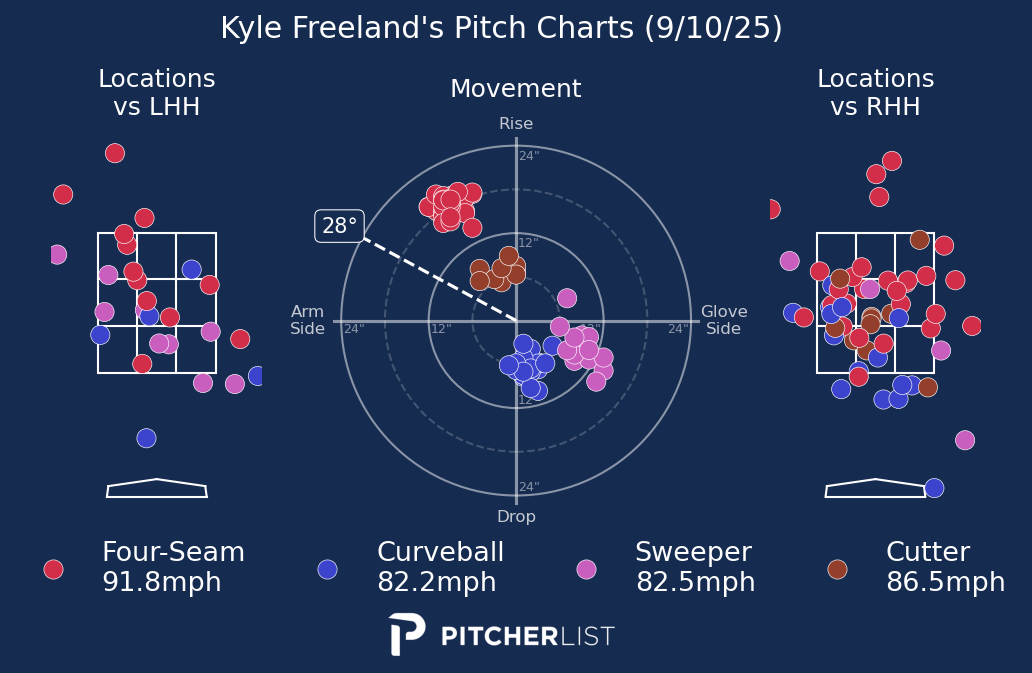 Kyle Freeland's Pitch Charts (9/10/25)
Locations
vs LHH
Movement
Locations
vs RHH
Rise
24"
28°
12"
Arm
Side
24"
12"
12"
24"
Glove
Side
12"
24"
Drop
Four-Seam
91.8mph
Curveball
82.2mph
Sweeper
82.5mph
Cutter
86.5mph
PITCHERLIST